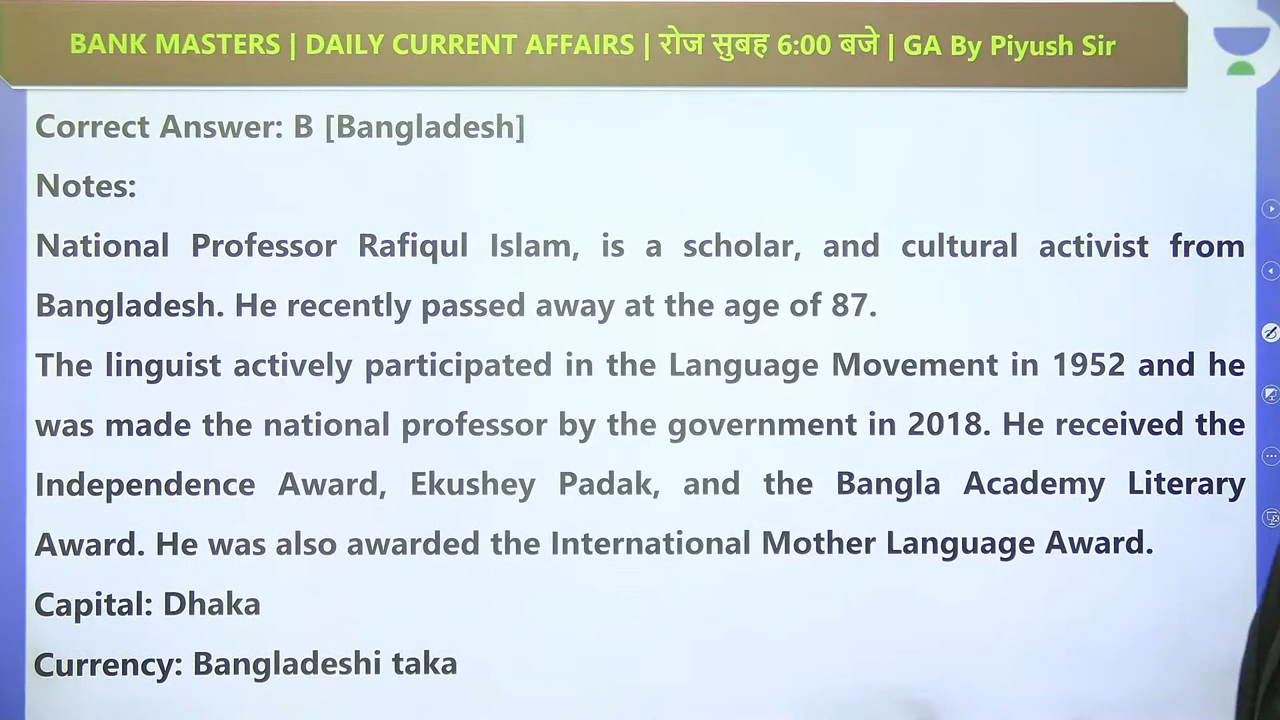 BANK MASTERS | DAILY CURRENT AFFAIRS | रोज सुबह 6:00 बजे | GA By Piyush Sir
Correct Answer: B [Bangladesh]
Notes:
National Professor Rafiqul Islam, is a scholar, and cultural activist from
Bangladesh. He recently passed away at the age of 87.
The linguist actively participated in the Language Movement in 1952 and he
was made the national professor by the government in 2018. He received the
Independence Award, Ekushey Padak, and the Bangla Academy Literary
Award. He was also awarded the International Mother Language Award.
Capital: Dhaka
Currency: Bangladeshi taka